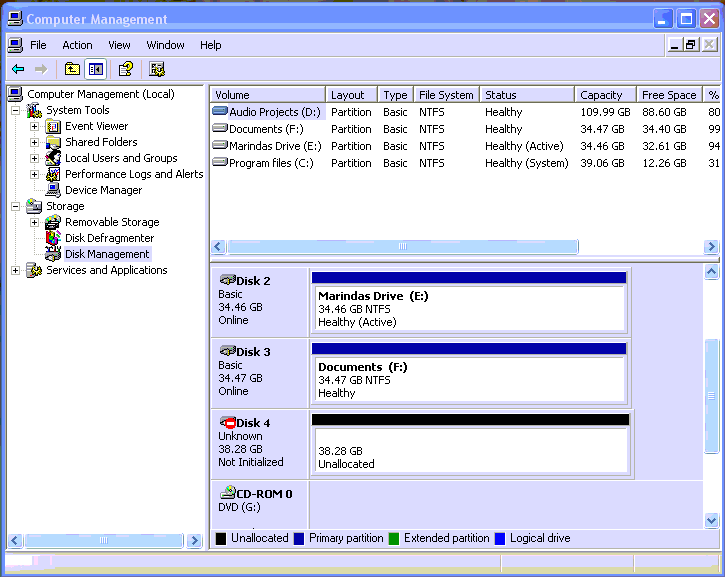 Computer Management
File Action View Window Help
Computer Management (Local)
System Tools
Event Viewer
Shared Folders
Local Users and Groups
Performance Logs and Alerts
Device Manager
Storage
Removable Storage
Disk Defragmenter
Disk Management
Services and Applications
Volume Layout Type File System Status Capacity Free Space %
Audio Projects (D:) Partition Basic NTFS Healthy 109.99 GB 88.60 GB 80
Documents (F:) Partition Basic NTFS Healthy 34.47 GB 34.40 GB 99
Marindas Drive (E:) Partition Basic NTFS Healthy (Active) 34.46 GB 32.61 GB 94
Program files (C:) Partition Basic NTFS Healthy (System) 39.06 GB 12.26 GB 31
Disk 2
Basic
34.46 GB
Online
Marindas Drive (E:)
34.46 GB NTFS
Healthy (Active)
Disk 3
Basic
34.47 GB
Online
Documents (F:)
34.47 GB NTFS
Healthy
Disk 4
Unknown
38.28 GB
Not Initialized
38.28 GB
Unallocated
CD-ROM 0
DVD (G:)
Unallocated Primary partition Extended partition Logical drive